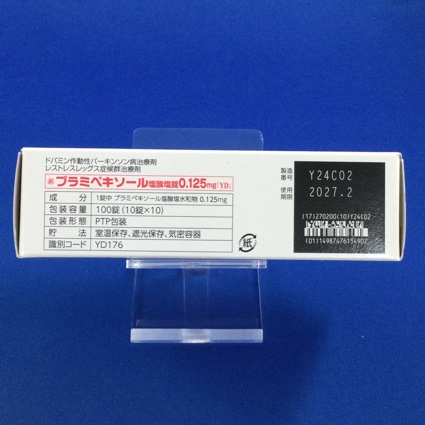 ドパミン作動性パーキンソン病治療剤
レストレスレッグス症候群治療剤
プラミペキソール塩酸塩錠0.125mg「YD」
成分 1錠中 プラミペキソール塩酸塩水和物 0.125mg
包装容量 100錠(10錠×10)
包装形態 PTP包装
貯法 室温保存、遮光保存、気密容器
識別コード YD176
紙
製造番号 Y24C02
使用期限 2027.2
(17)270200(10)Y24C02
(01)14987476154902